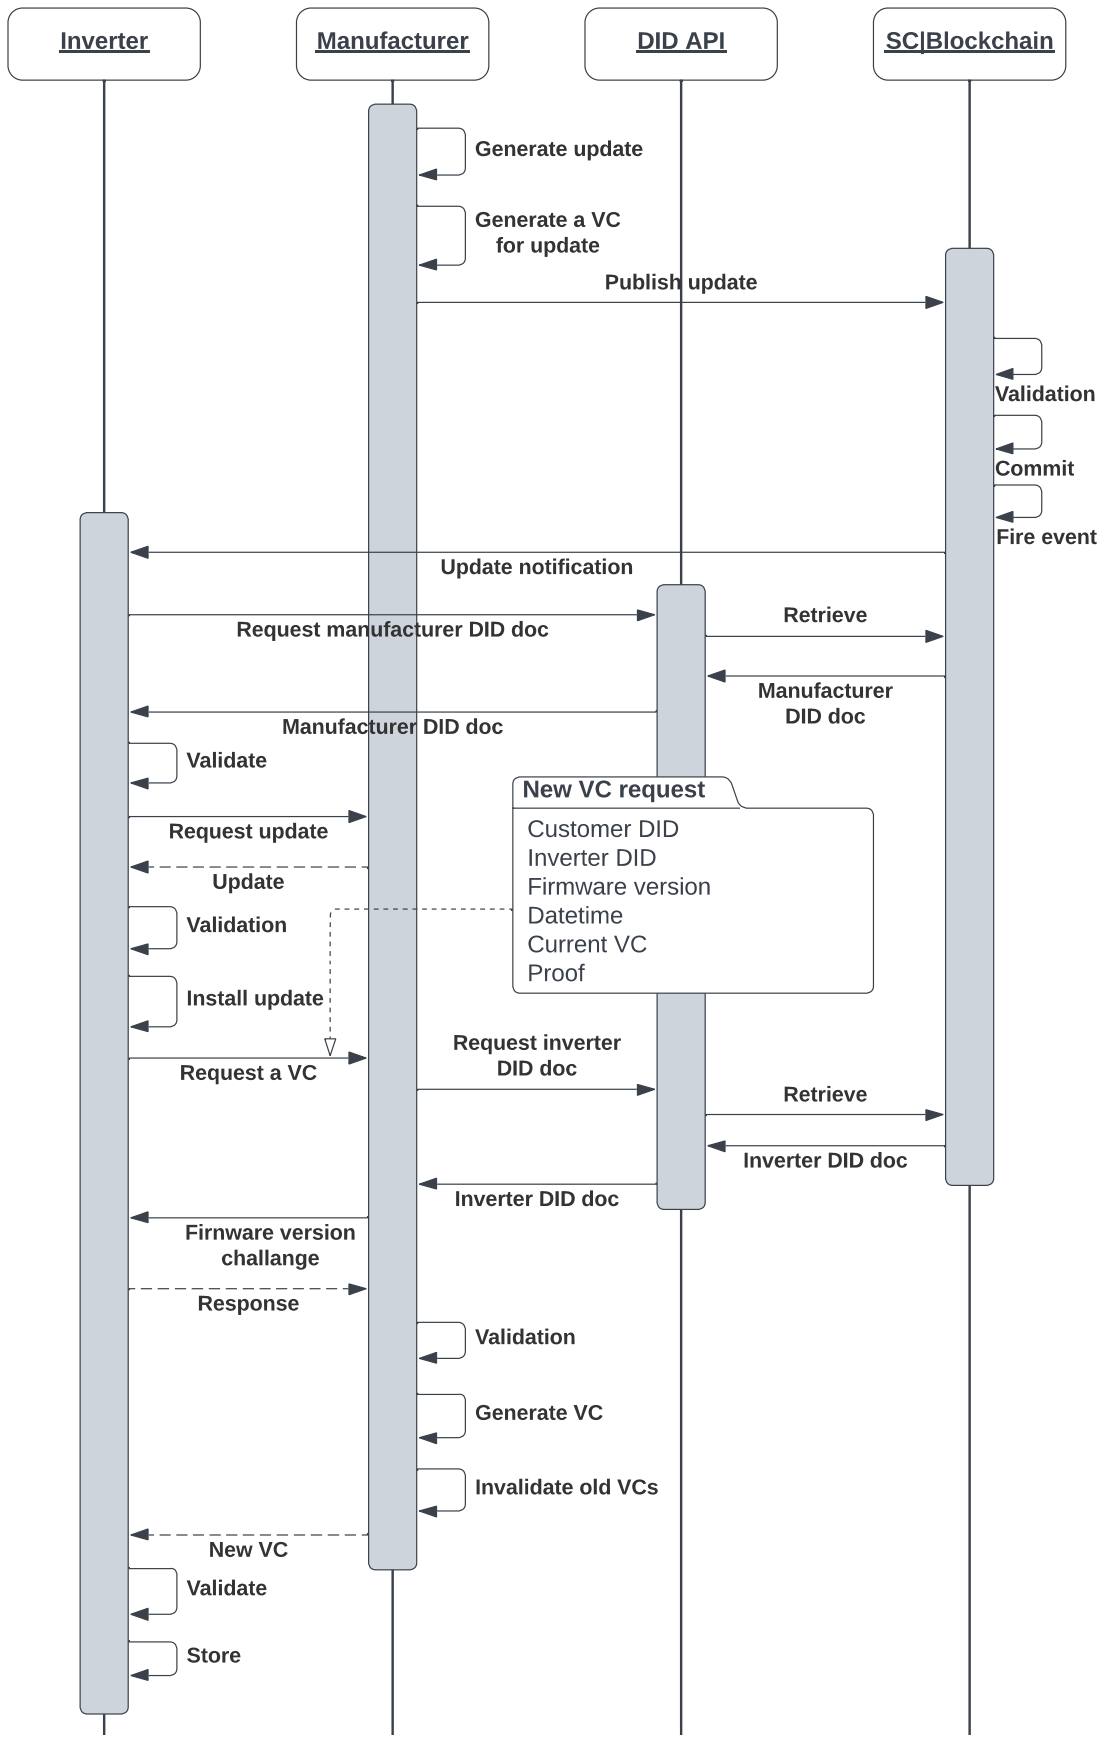 Inverter
Manufacturer
DID API
SC|Blockchain
Generate update
Generate a VC
for update
Publish update
Validation
Commit
Fire event
Update notification
Request manufacturer DID doc
Retrieve
Manufacturer
DID doc
Manufacturer DID doc
Validate
New VC request
Customer DID
Inverter DID
Firmware version
Datetime
Current VC
Proof
Request update
Update
Validation
Install update
Request a VC
Request inverter
DID doc
Retrieve
Inverter DID doc
Inverter DID doc
Firnware version
challange
Response
Validation
Generate VC
Invalidate old VCs
New VC
Validate
Store